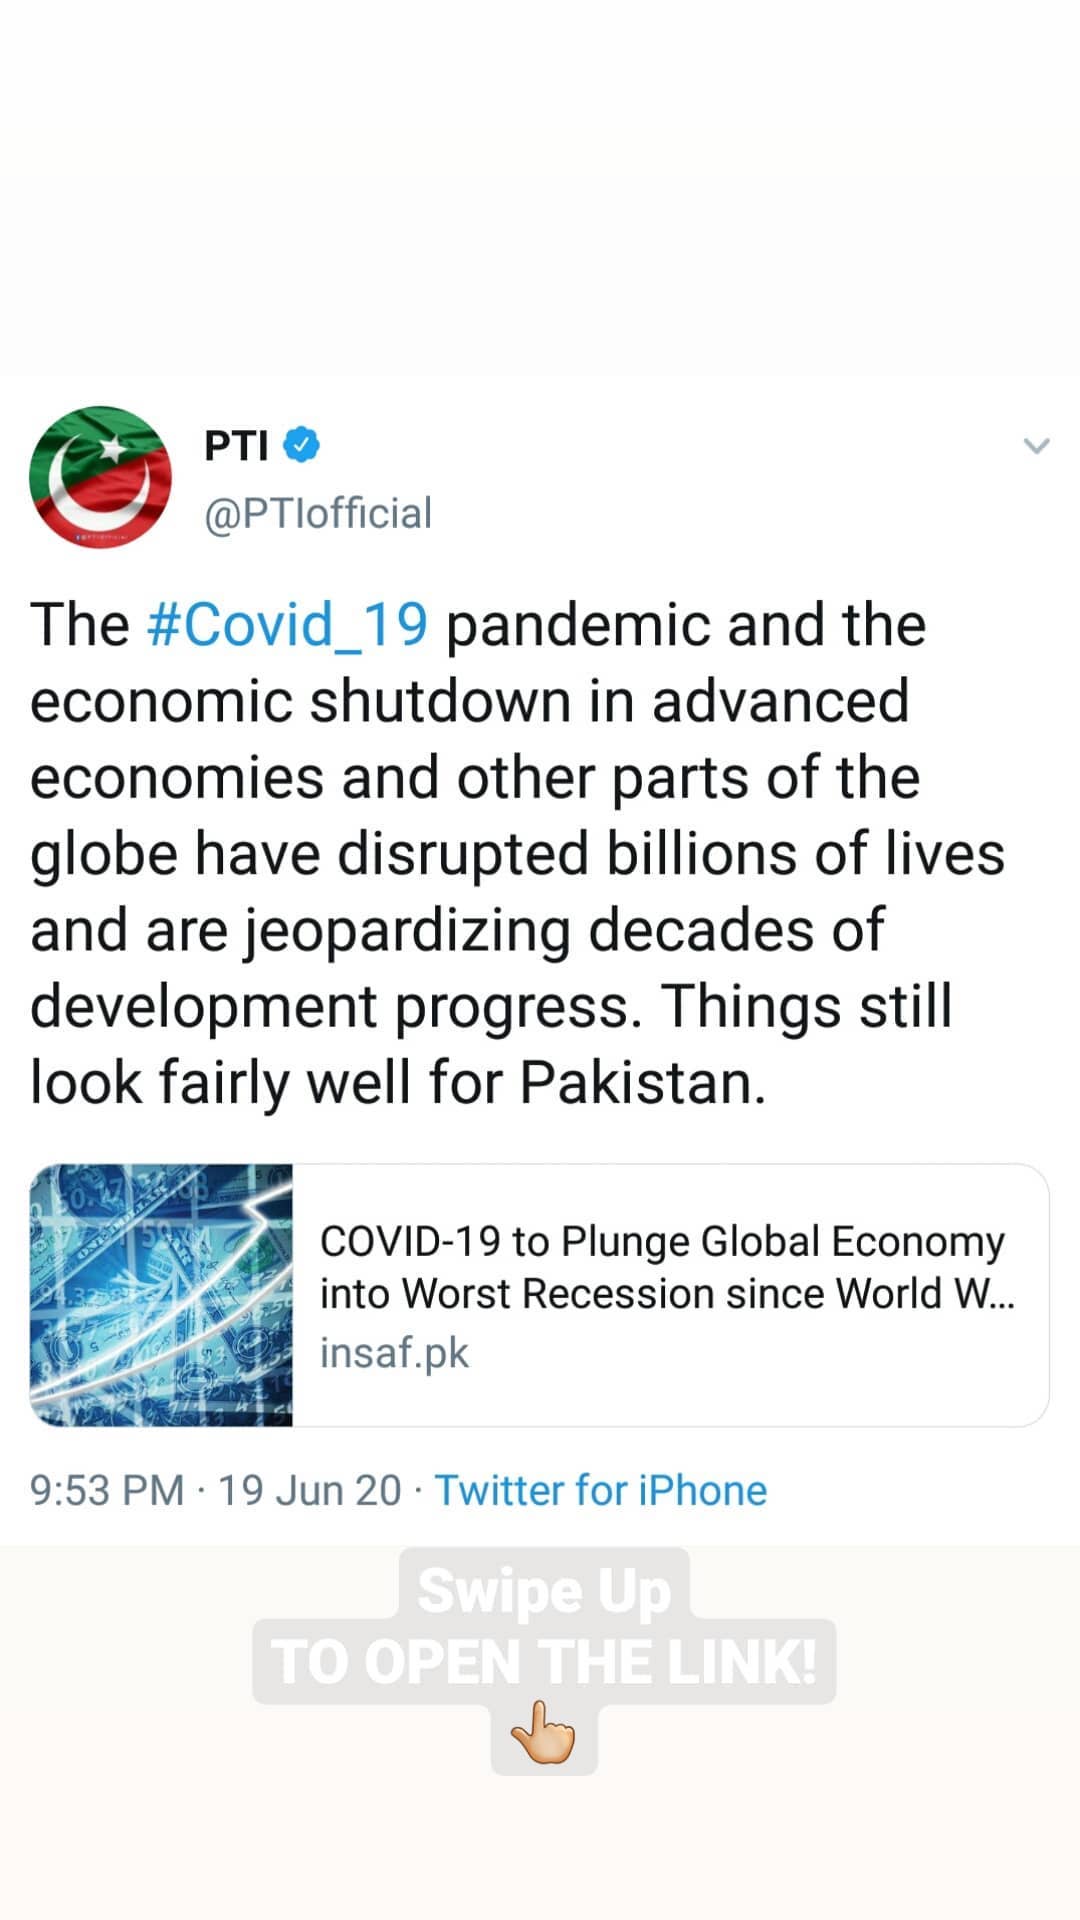 PTI
@PTIofficial
The #Covid_19 pandemic and the
economic shutdown in advanced
economies and other parts of the
globe have disrupted billions of lives
and are jeopardizing decades of
development progress. Things still
look fairly well for Pakistan.
COVID-19 to Plunge Global Economy
into Worst Recession since World W...
insaf.pk
9:53 PM · 19 Jun 20 · Twitter for iPhone
Swipe Up
TO OPEN THE LINK!